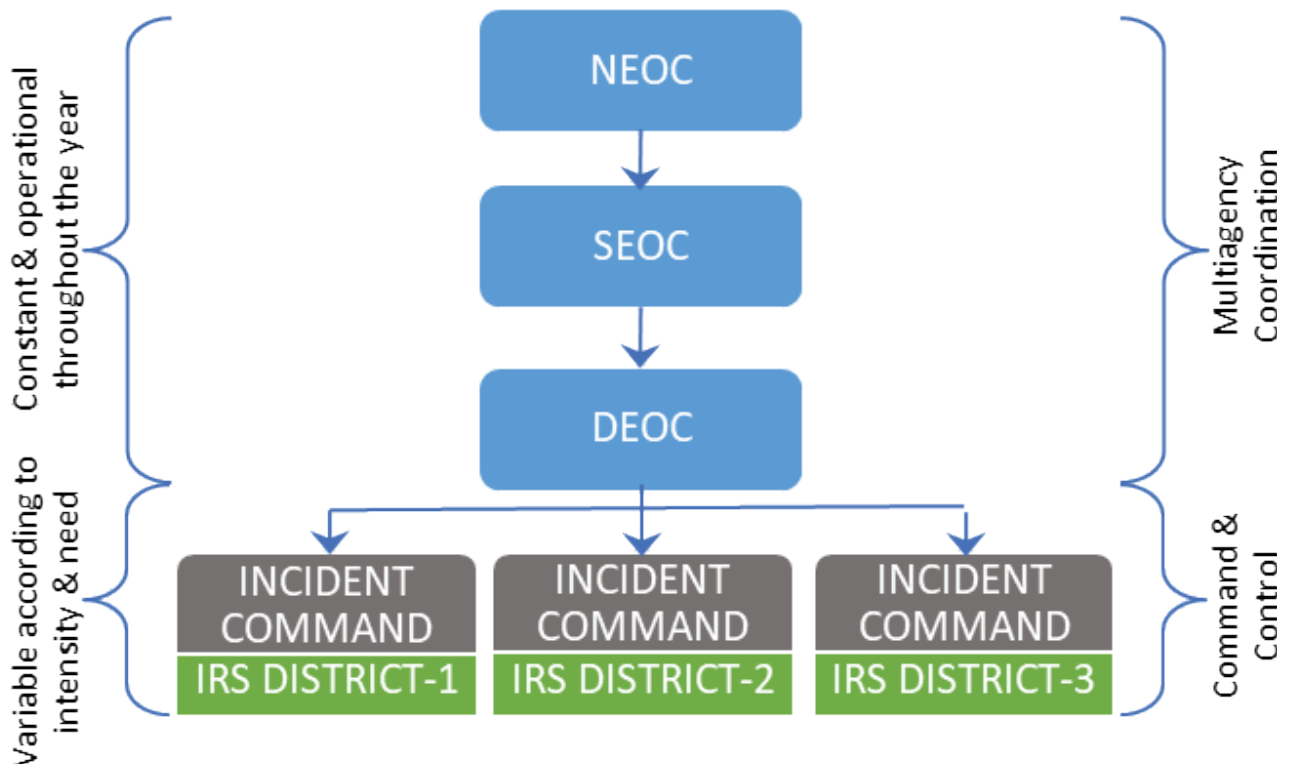 NEOC
SEOC
DEOC
INCIDENT
COMMAND
IRS DISTRICT-1
INCIDENT
COMMAND
IRS DISTRICT-2
INCIDENT
COMMAND
IRS DISTRICT-3
Constant & operational
throughout the year
Variable according to
intensity & need
Multiagency
Coordination
Command &
Control